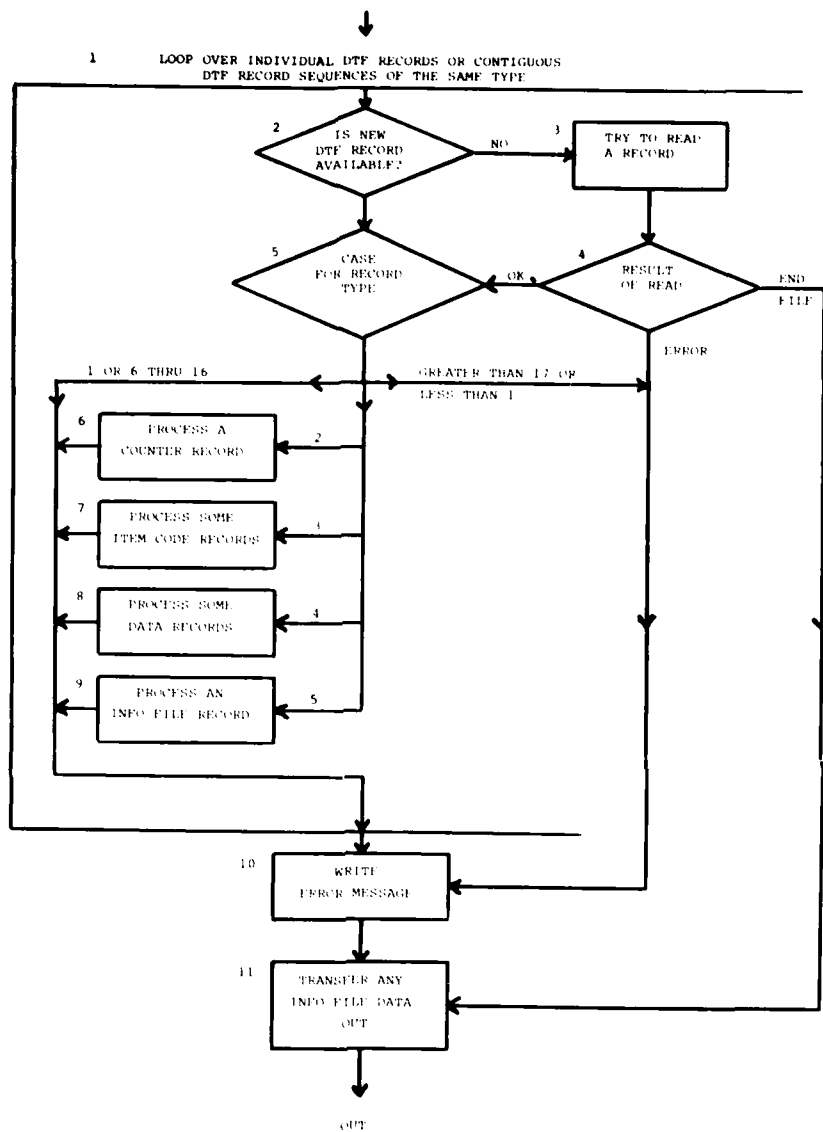 1 LOOP OVER INDIVIDUAL DTF RECORDS OR CONTIGUOUS
DTF RECORD SEQUENCES OF THE SAME TYPE
2
IS NEW
DTF RECORD
AVAILABLE?
NO
3
TRY TO READ
A RECORD
5
CASE
FOR RECORD
TYPE
OK
4
RESULT
OF READ
END
FILE
ERROR
1 OR 6 THRU 16
GREATER THAN 17 OR
LESS THAN 1
6
PROCESS A
COUNTER RECORD
2
7
PROCESS SOME
ITEM CODE RECORDS
3
8
PROCESS SOME
DATA RECORDS
4
9
PROCESS AN
INFO FILE RECORD
5
10
WRITE
ERROR MESSAGE
11
TRANSFER ANY
INFO FILE DATA
OUT
OUT